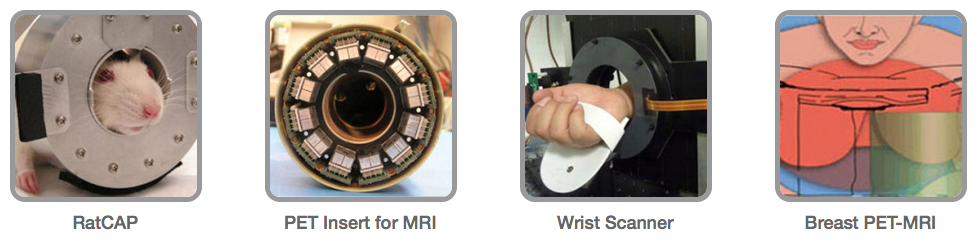 RatCAP
PET Insert for MRI
Wrist Scanner
Breast PET-MRI